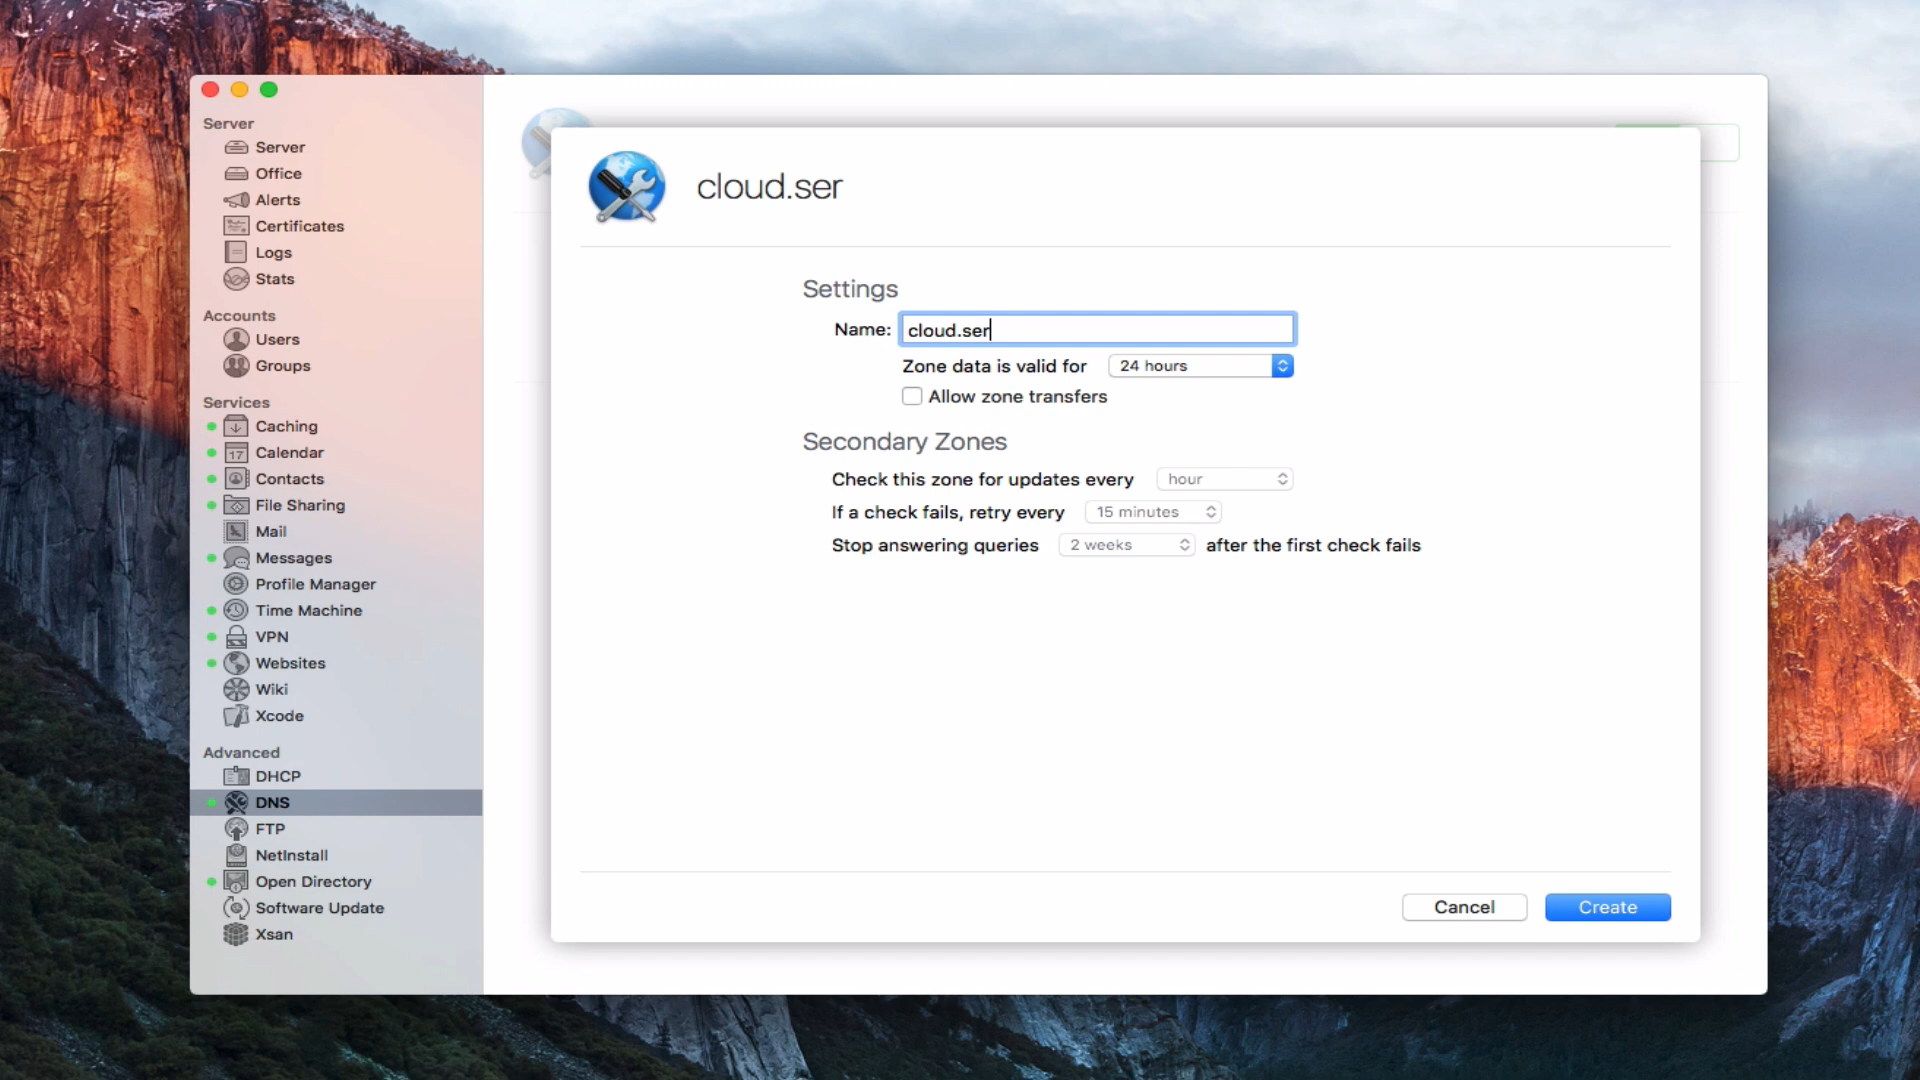 Server
Server
Office
Alerts
Certificates
Logs
Stats
Accounts
Users
Groups
Services
Caching
17
Calendar
Contacts
File Sharing
Mail
Messages
Profile Manager
Time Machine
VPN
Websites
Wiki
Xcode
Advanced
DHCP
DNS
FTP
NetInstall
Open Directory
Software Update
Xsan
cloud.ser
Settings
Name: cloud.ser
Zone data is valid for 24 hours
Allow zone transfers
Secondary Zones
Check this zone for updates every hour
If a check fails, retry every 15 minutes
Stop answering queries 2 weeks after the first check fails
Cancel Create